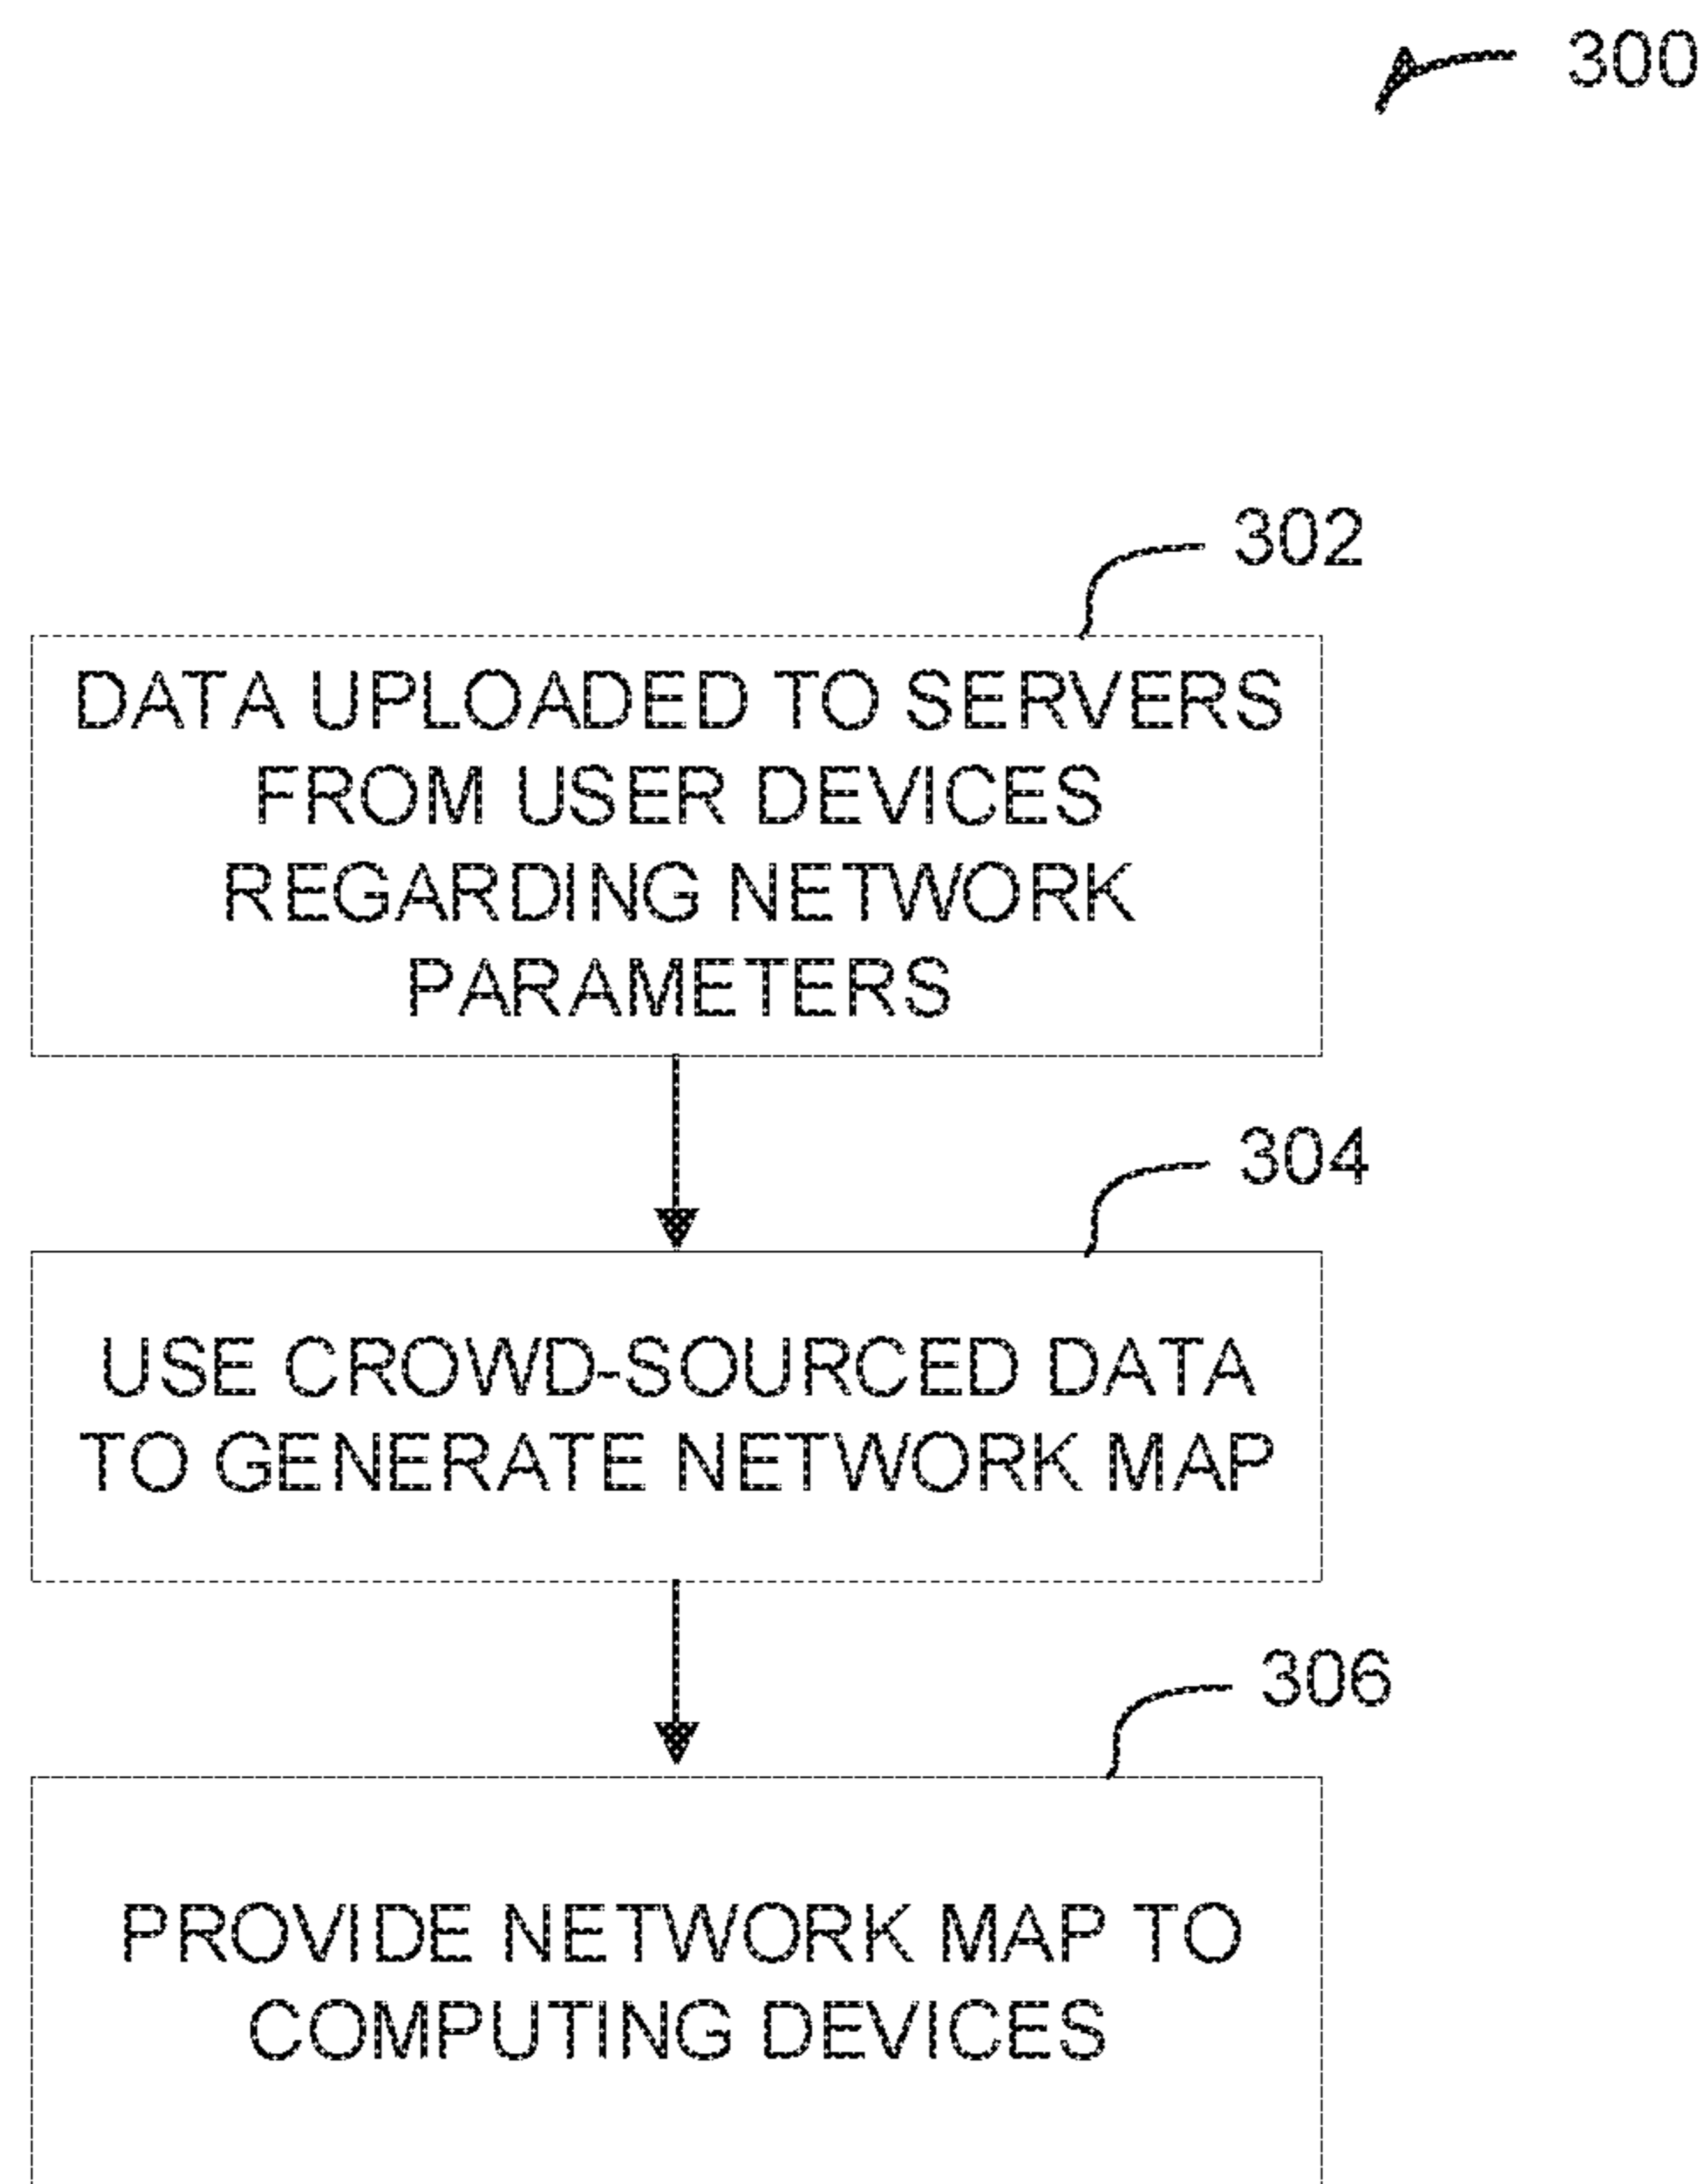 300
302
DATA UPLOADED TO SERVERS
FROM USER DEVICES
REGARDING NETWORK
PARAMETERS
304
USE CROWD-SOURCED DATA
TO GENERATE NETWORK MAP
306
PROVIDE NETWORK MAP TO
COMPUTING DEVICES